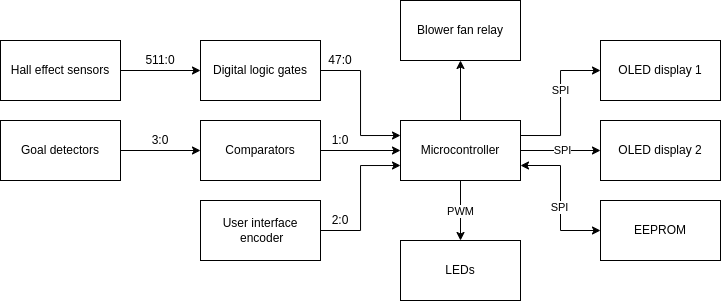 Blower fan relay
Hall effect sensors
511:0
Digital logic gates
47:0
OLED display 1
SPI
Goal detectors
3:0
Comparators
1:0
Microcontroller
SPI
OLED display 2
User interface
encoder
2:0
PWM
SPI
EEPROM
LEDs